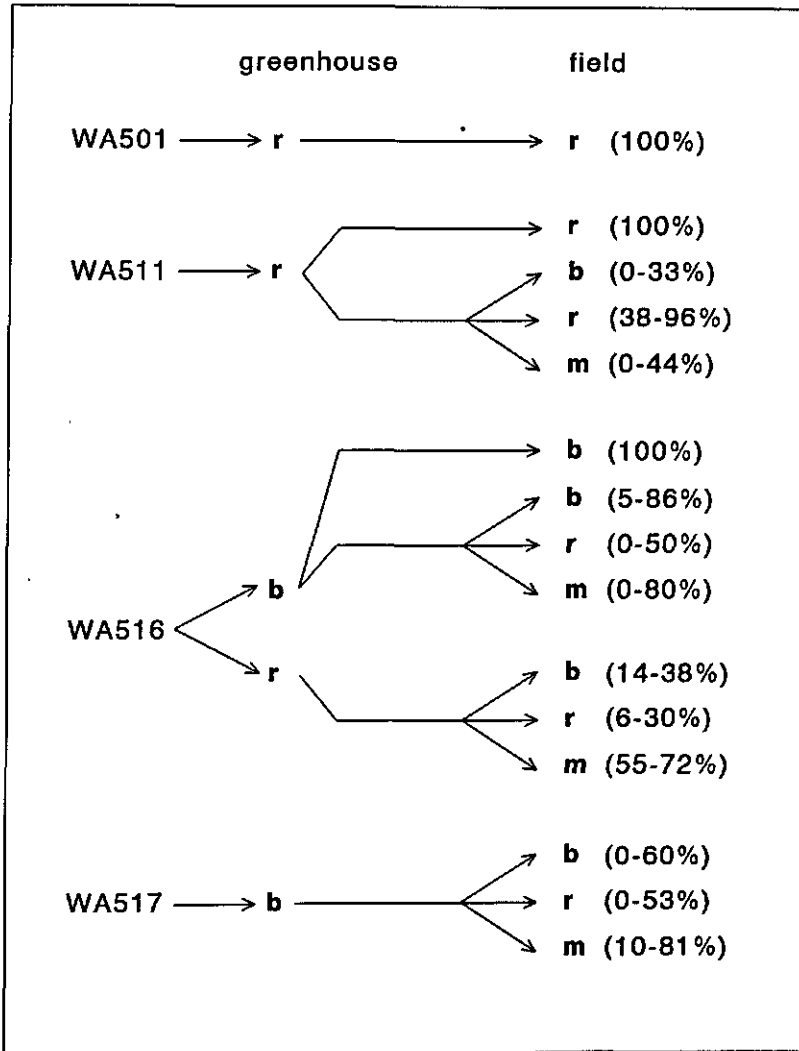 greenhouse field
WA501 r r (100%)
r (100%)
WA511 r b (0-33%)
r (38-96%)
m (0-44%)
b (100%)
b (5-86%)
r (0-50%)
b m (0-80%)
WA516
r b (14-38%)
r (6-30%)
m (55-72%)
b (0-60%)
WA517 b r (0-53%)
m (10-81%)